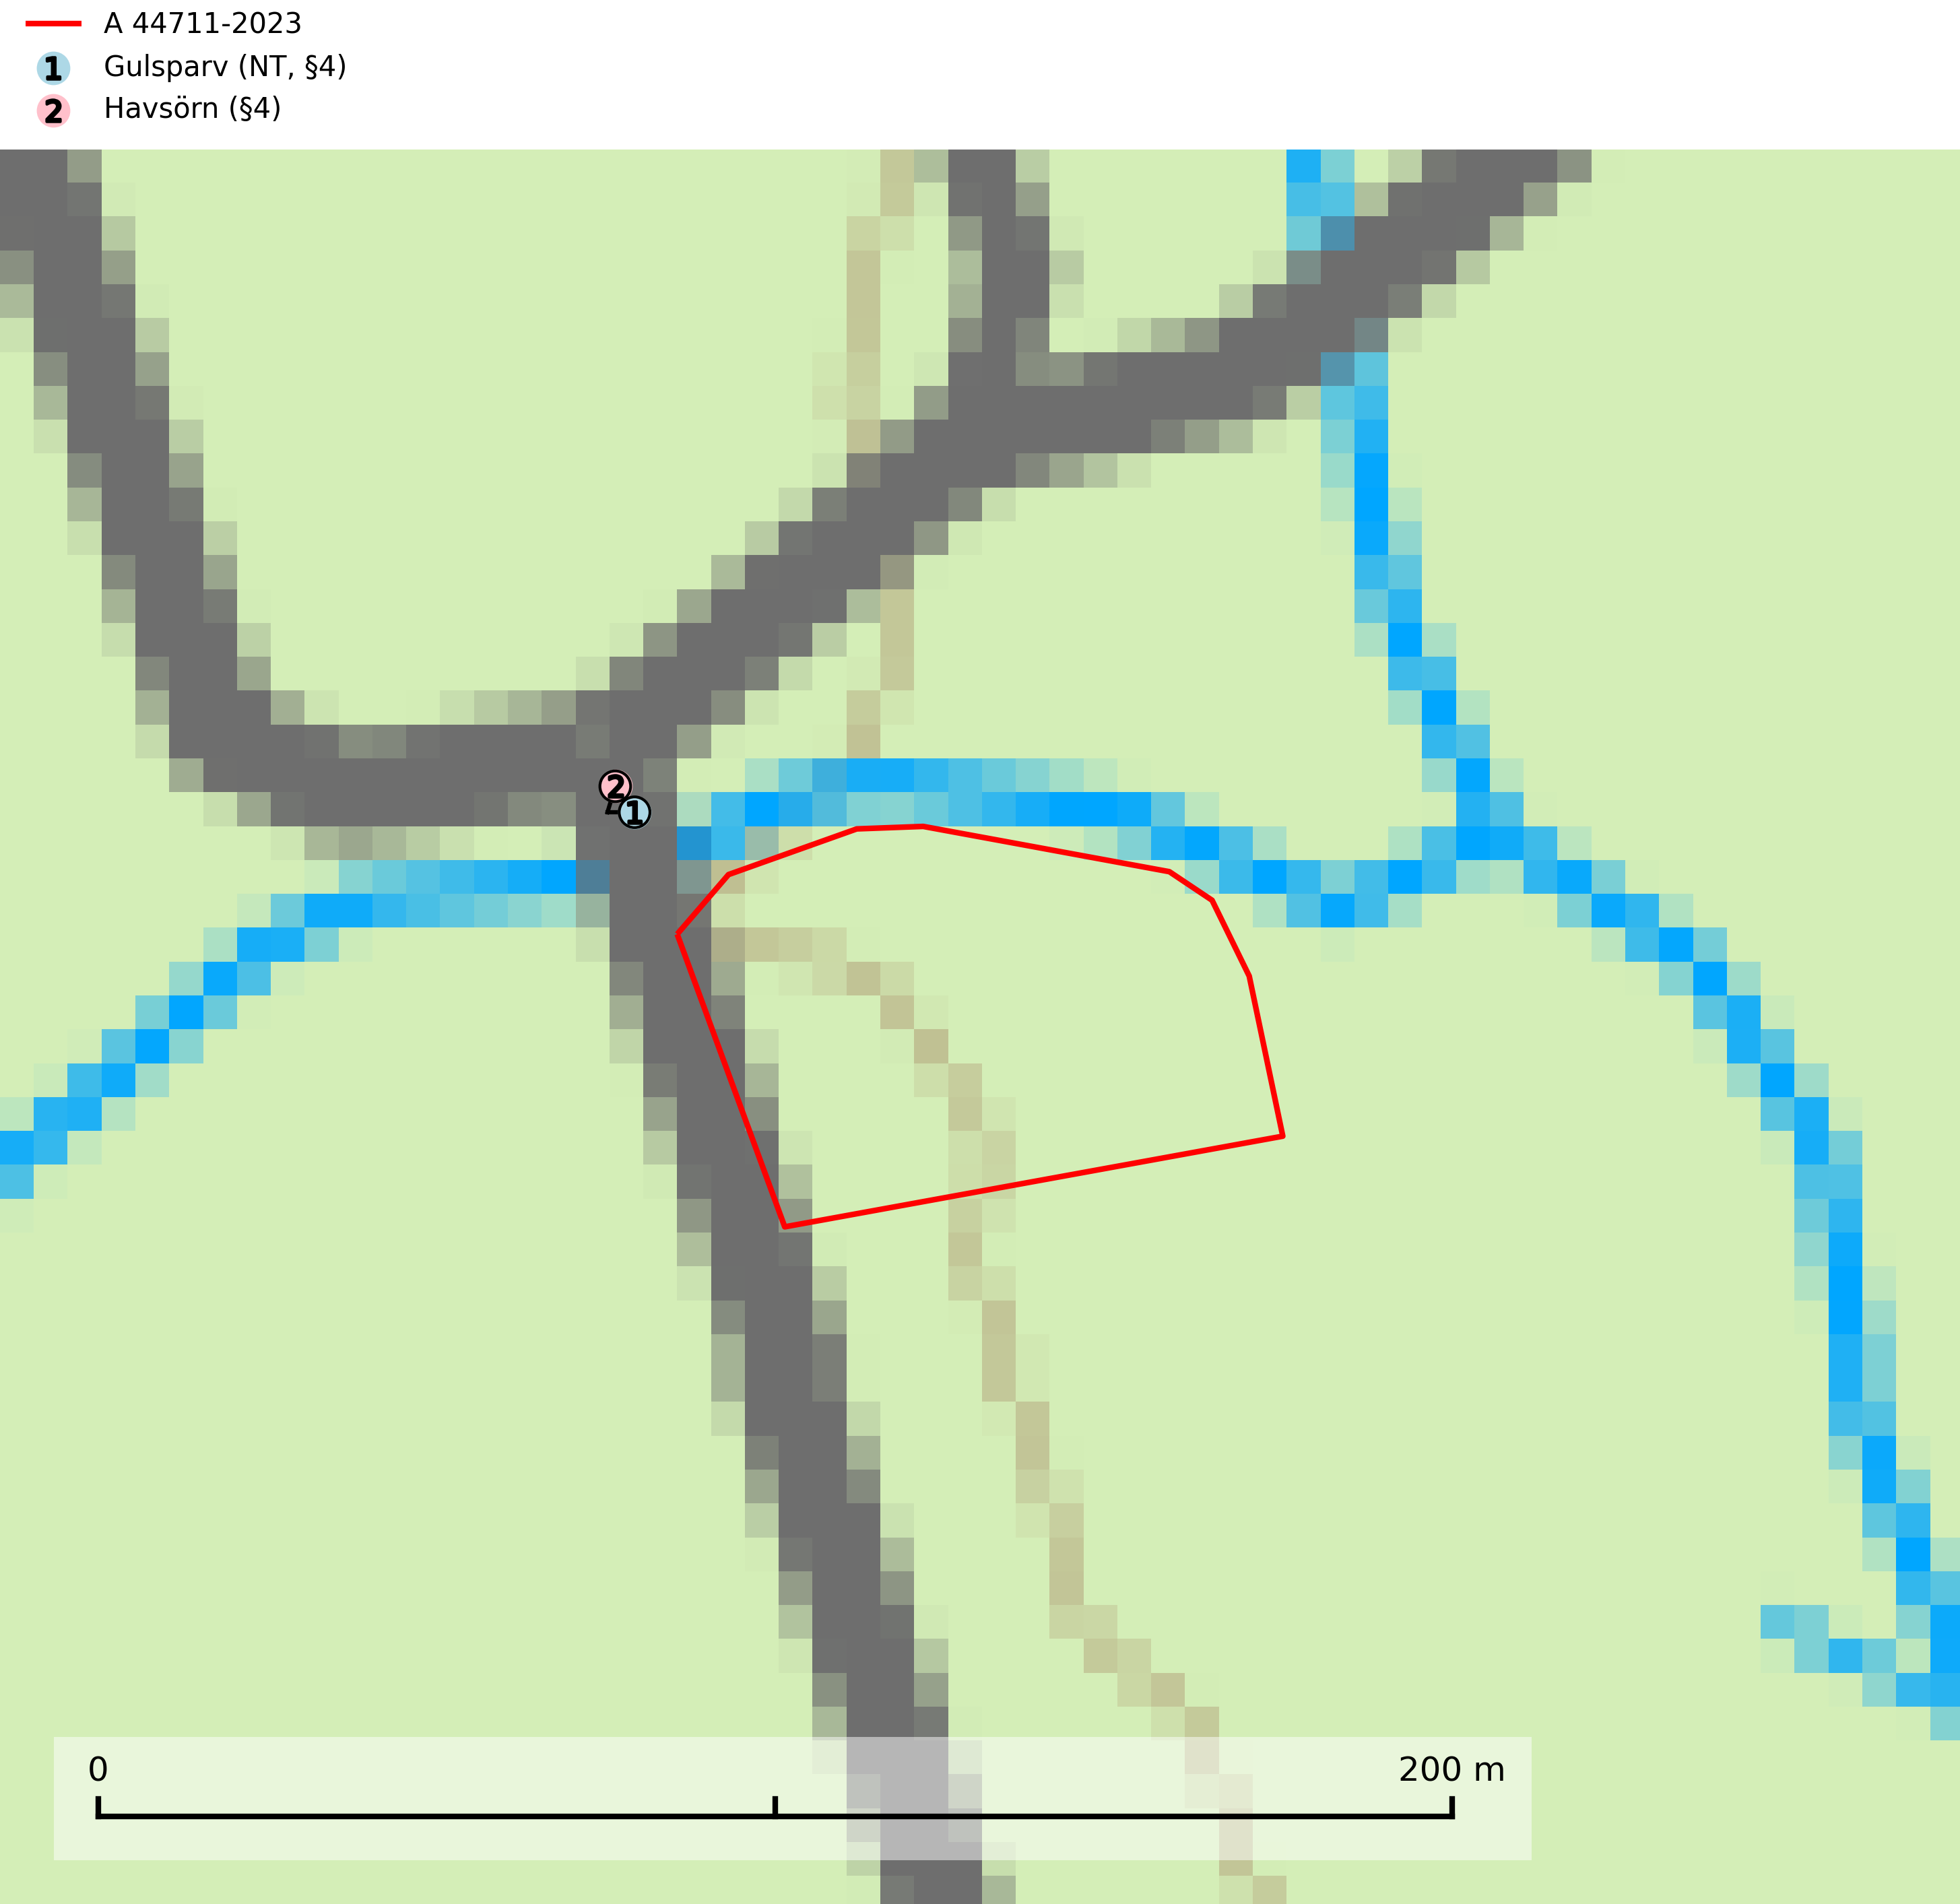 A 44711-2023
1 Gulsparv (NT, §4)
2 Havsörn (§4)
2
1
0 200 m